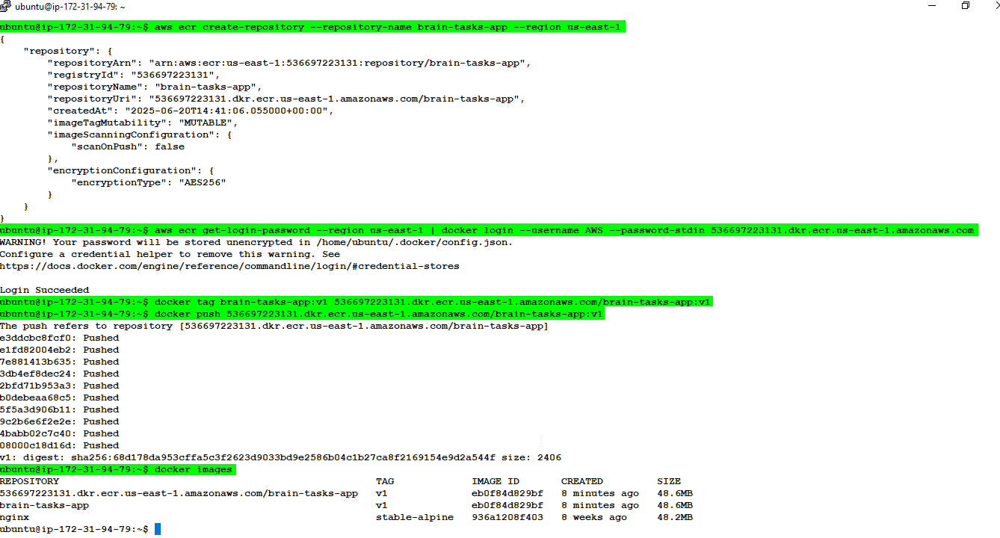 ubuntu@ip-172-31-94-79: ~
ubuntu@ip-172-31-94-79:~$ aws ecr create-repository --repository-name brain-tasks-app --region us-east-1
{
    "repository": {
        "repositoryArn": "arn:aws:ecr:us-east-1:536697223131:repository/brain-tasks-app",
        "registryId": "536697223131",
        "repositoryName": "brain-tasks-app",
        "repositoryUri": "536697223131.dkr.ecr.us-east-1.amazonaws.com/brain-tasks-app",
        "createdAt": "2025-06-20T14:41:06.055000+00:00",
        "imageTagMutability": "MUTABLE",
        "imageScanningConfiguration": {
            "scanOnPush": false
        },
        "encryptionConfiguration": {
            "encryptionType": "AES256"
        }
    }
}
ubuntu@ip-172-31-94-79:~$ aws ecr get-login-password --region us-east-1 | docker login --username AWS --password-stdin 536697223131.dkr.ecr.us-east-1.amazonaws.com
WARNING! Your password will be stored unencrypted in /home/ubuntu/.docker/config.json.
Configure a credential helper to remove this warning. See
https://docs.docker.com/engine/reference/commandline/login/#credential-stores
Login Succeeded
ubuntu@ip-172-31-94-79:~$ docker tag brain-tasks-app:v1 536697223131.dkr.ecr.us-east-1.amazonaws.com/brain-tasks-app:v1
ubuntu@ip-172-31-94-79:~$ docker push 536697223131.dkr.ecr.us-east-1.amazonaws.com/brain-tasks-app:v1
The push refers to repository [536697223131.dkr.ecr.us-east-1.amazonaws.com/brain-tasks-app]
e3ddcbc8fcf0: Pushed
e1fd82004eb2: Pushed
7e881413b635: Pushed
3db4ef8dec24: Pushed
2bfd71b953a3: Pushed
b0debeaa68c5: Pushed
5f5a3d906b11: Pushed
9c2b6e6f2e2e: Pushed
4babb02c7c40: Pushed
08000c18d16d: Pushed
v1: digest: sha256:68d178da953cffa5c3f2623d9033bd9e2586b04c1b27ca8f2169154e9d2a544f size: 2406
ubuntu@ip-172-31-94-79:~$ docker images
REPOSITORY TAG IMAGE ID CREATED SIZE
536697223131.dkr.ecr.us-east-1.amazonaws.com/brain-tasks-app v1 eb0f84d829bf 8 minutes ago 48.6MB
brain-tasks-app v1 eb0f84d829bf 8 minutes ago 48.6MB
nginx stable-alpine 936a1208f403 8 weeks ago 48.2MB
ubuntu@ip-172-31-94-79:~$